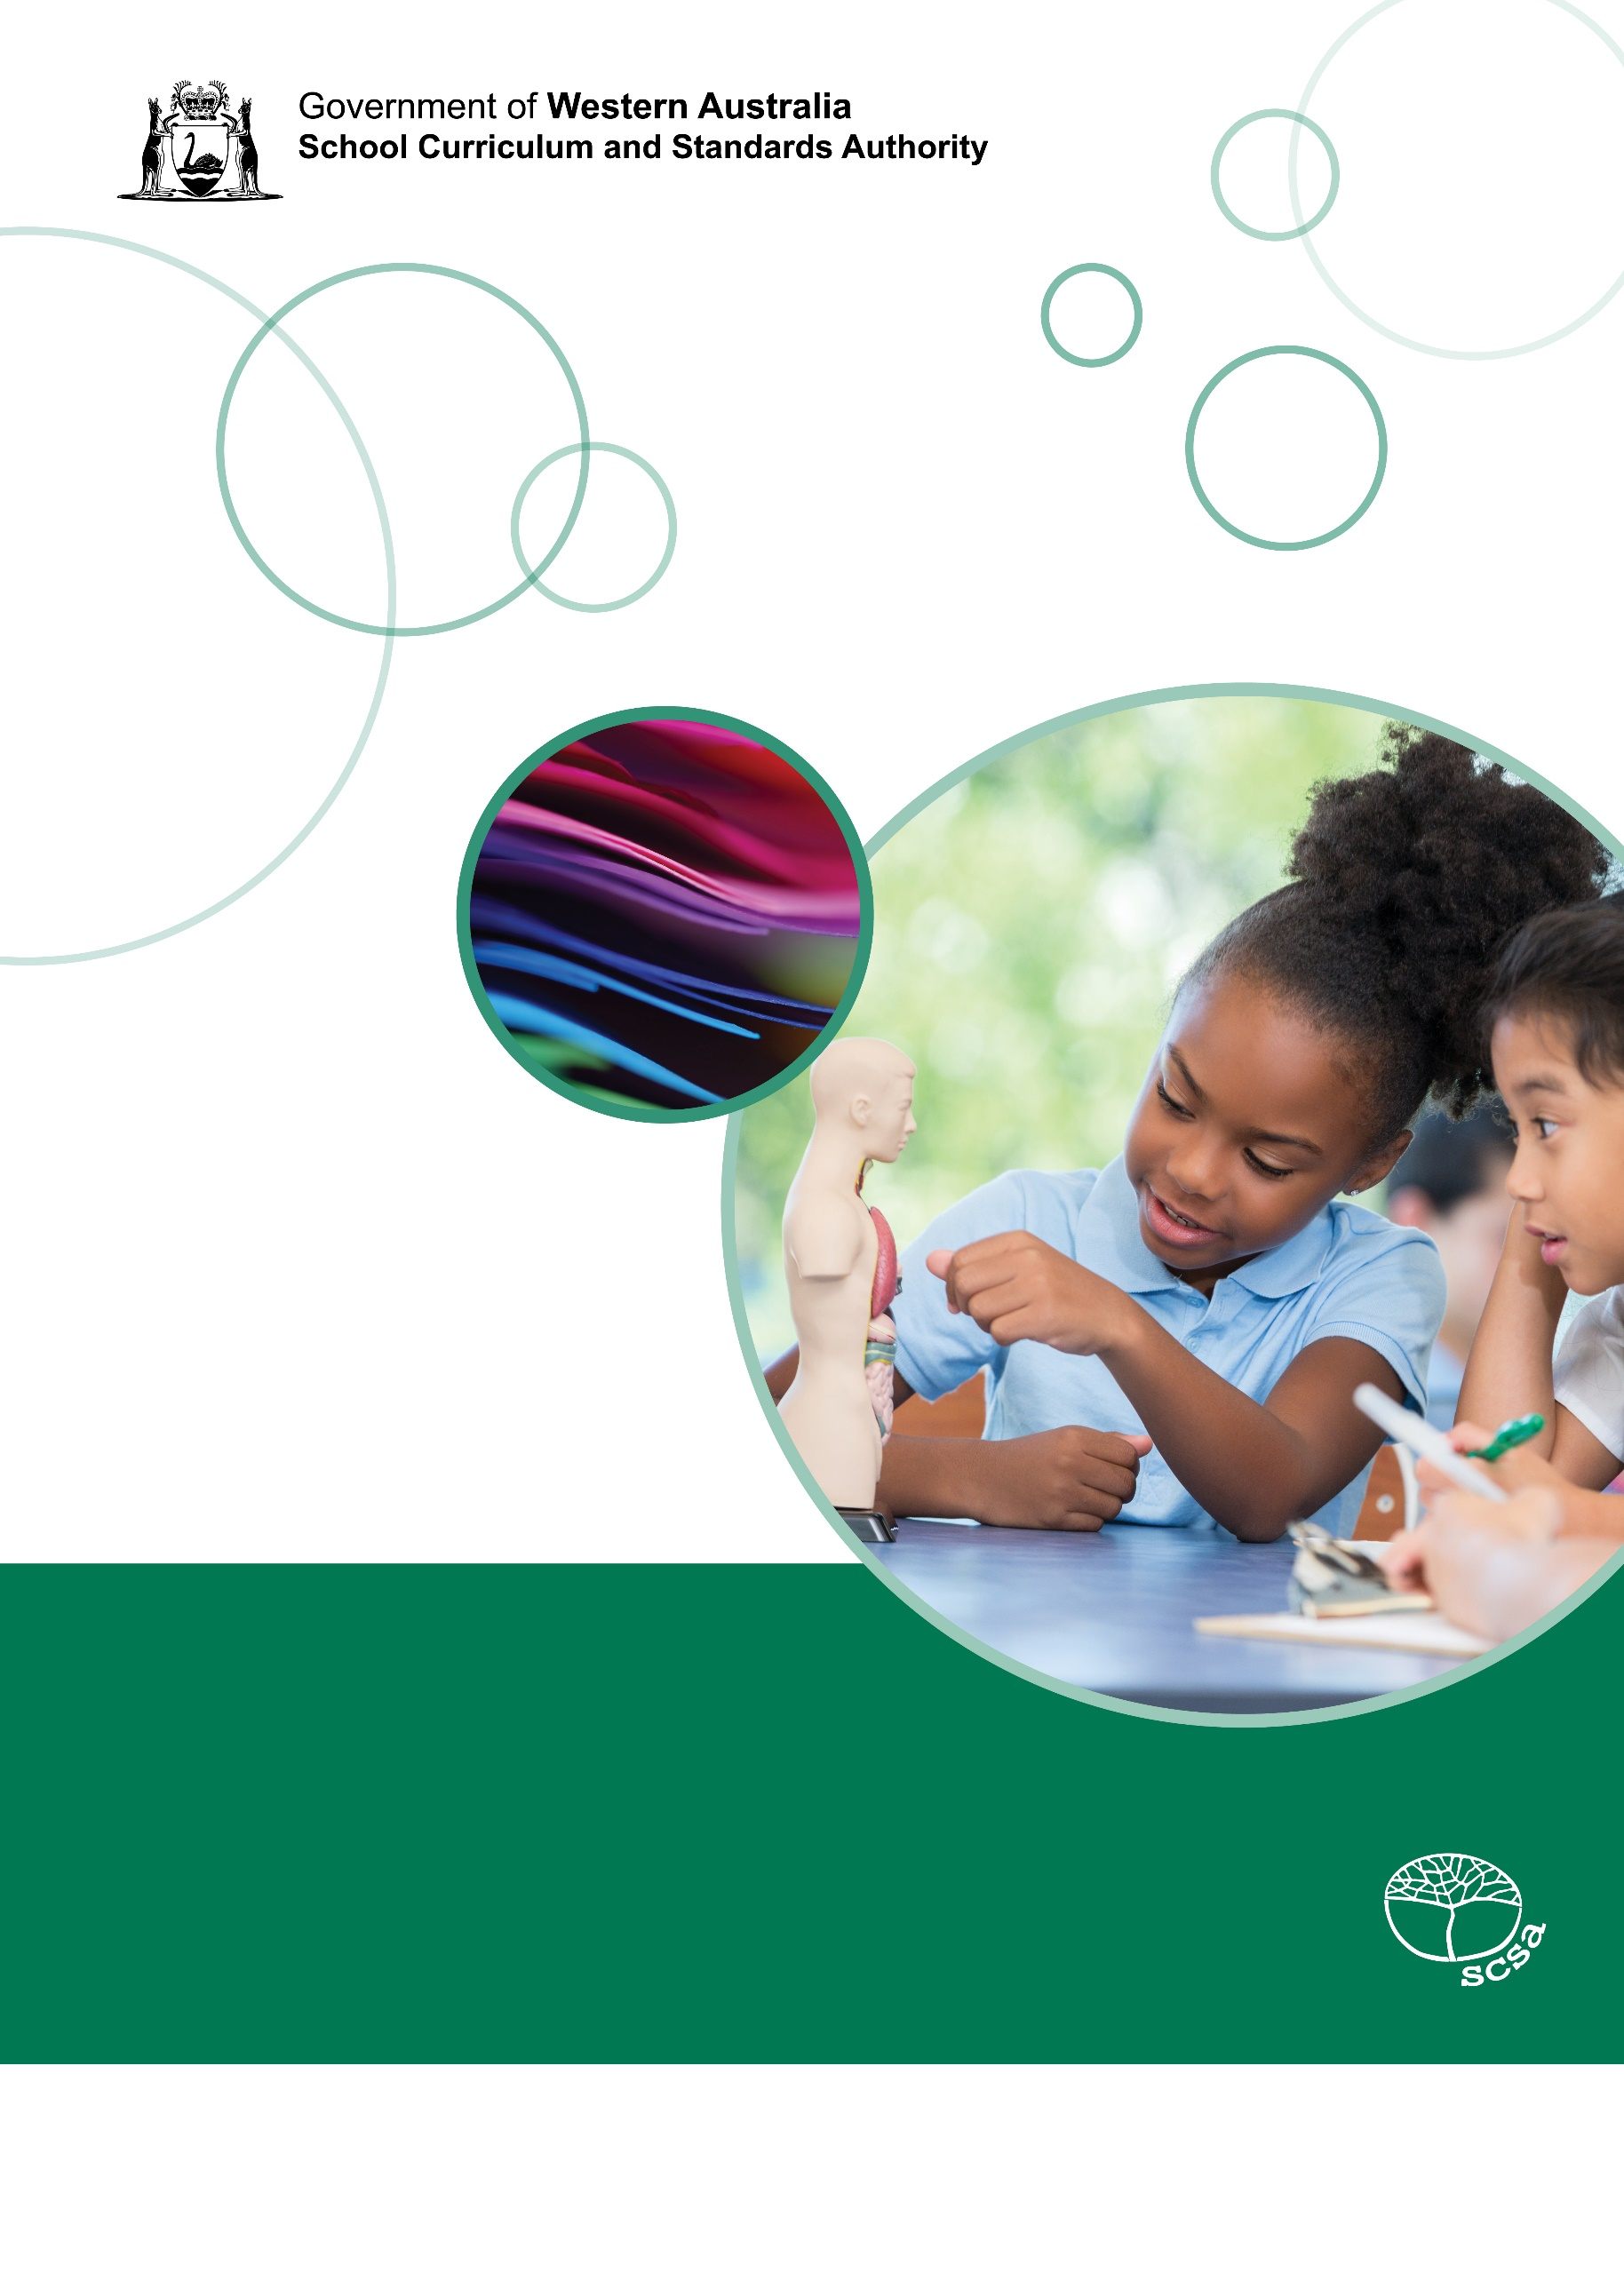 Government of Western Australia
School Curriculum and Standards Authority
scsa